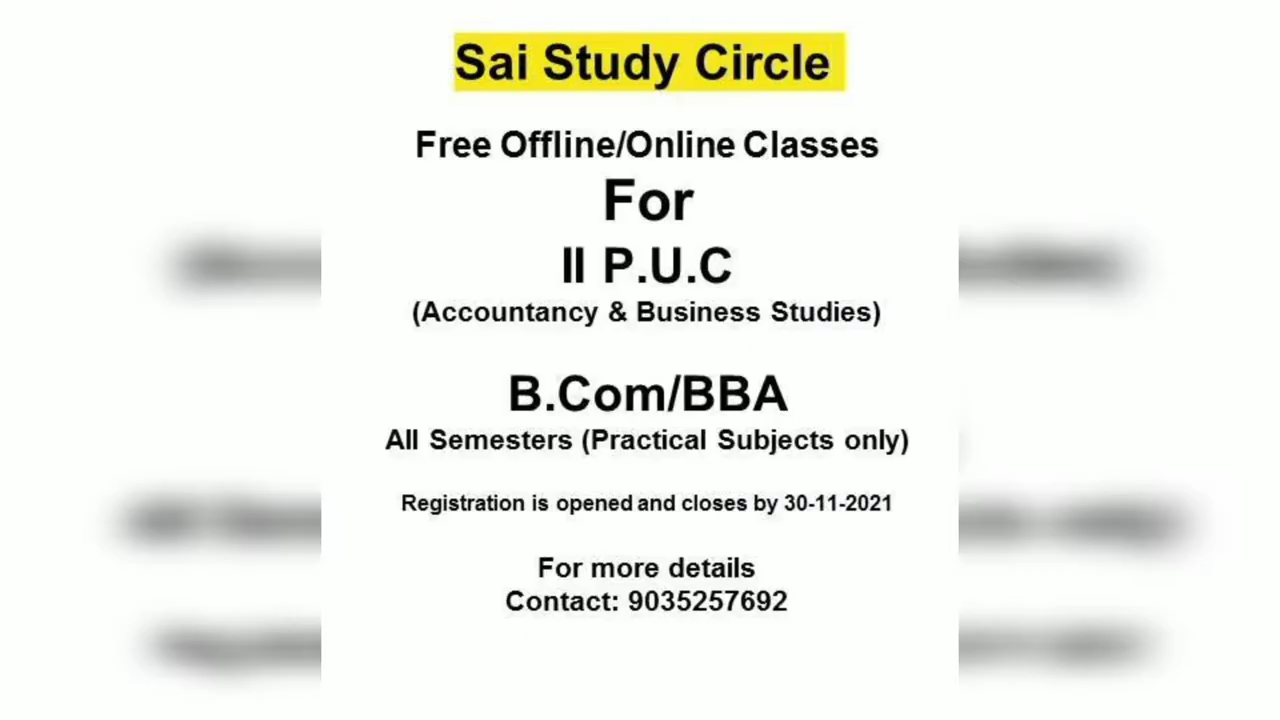 Sai Study Circle
Free Offline/Online Classes
For
II P.U.C
(Accountancy & Business Studies)
B.Com/BBA
All Semesters (Practical Subjects only)
Registration is opened and closes by 30-11-2021
For more details
Contact: 9035257692